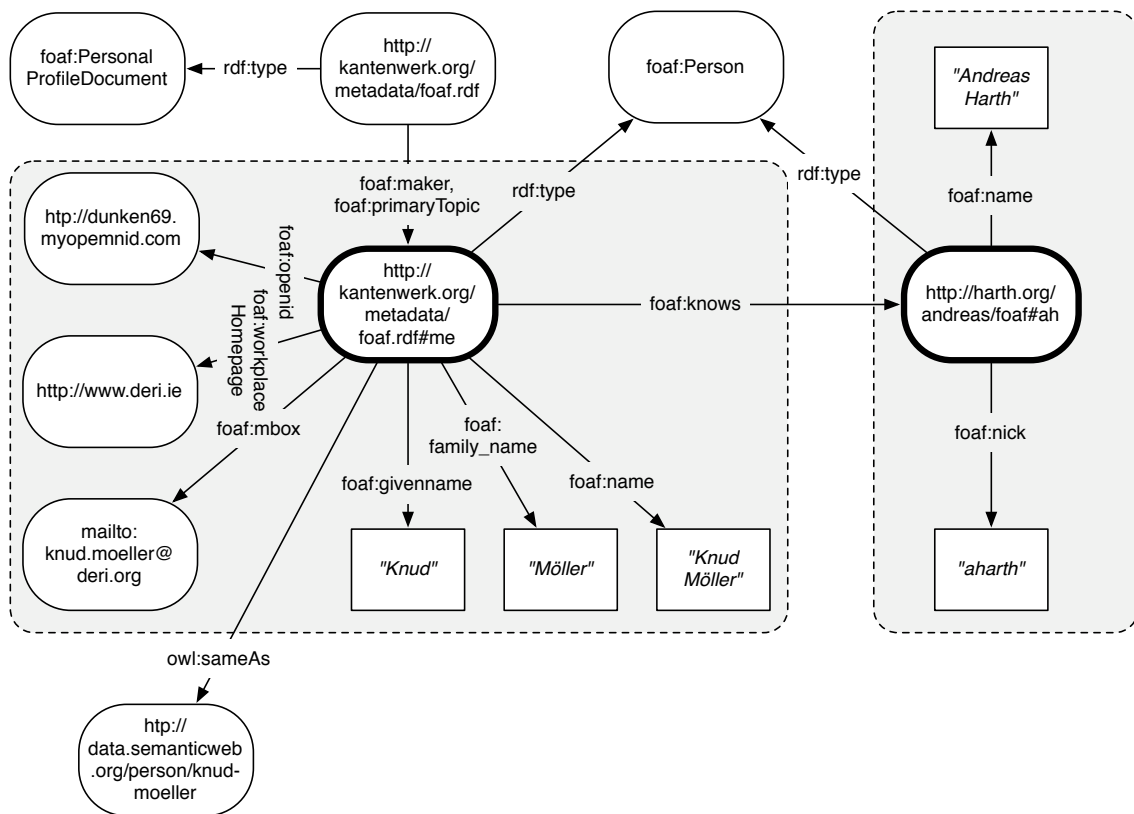 foaf:Personal
ProfileDocument
rdf:type
http://
kantenwerk.org/
metadata/foaf.rdf
foaf:Person
"Andreas
Harth"
foaf:maker,
foaf:primaryTopic
rdf:type
rdf:type
foaf:name
htp://dunken69.
myopemnid.com
foaf:openid
http://
kantenwerk.org/
metadata/
foaf.rdf#me
foaf:knows
http://harth.org/
andreas/foaf#ah
foaf:workplace
Homepage
http://www.deri.ie
foaf:mbox
foaf:
family_name
foaf:nick
foaf:givenname
foaf:name
mailto:
knud.moeller@
deri.org
"Knud"
"Möller"
"Knud
Möller"
"aharth"
owl:sameAs
htp://
data.semanticweb
.org/person/knud-
moeller